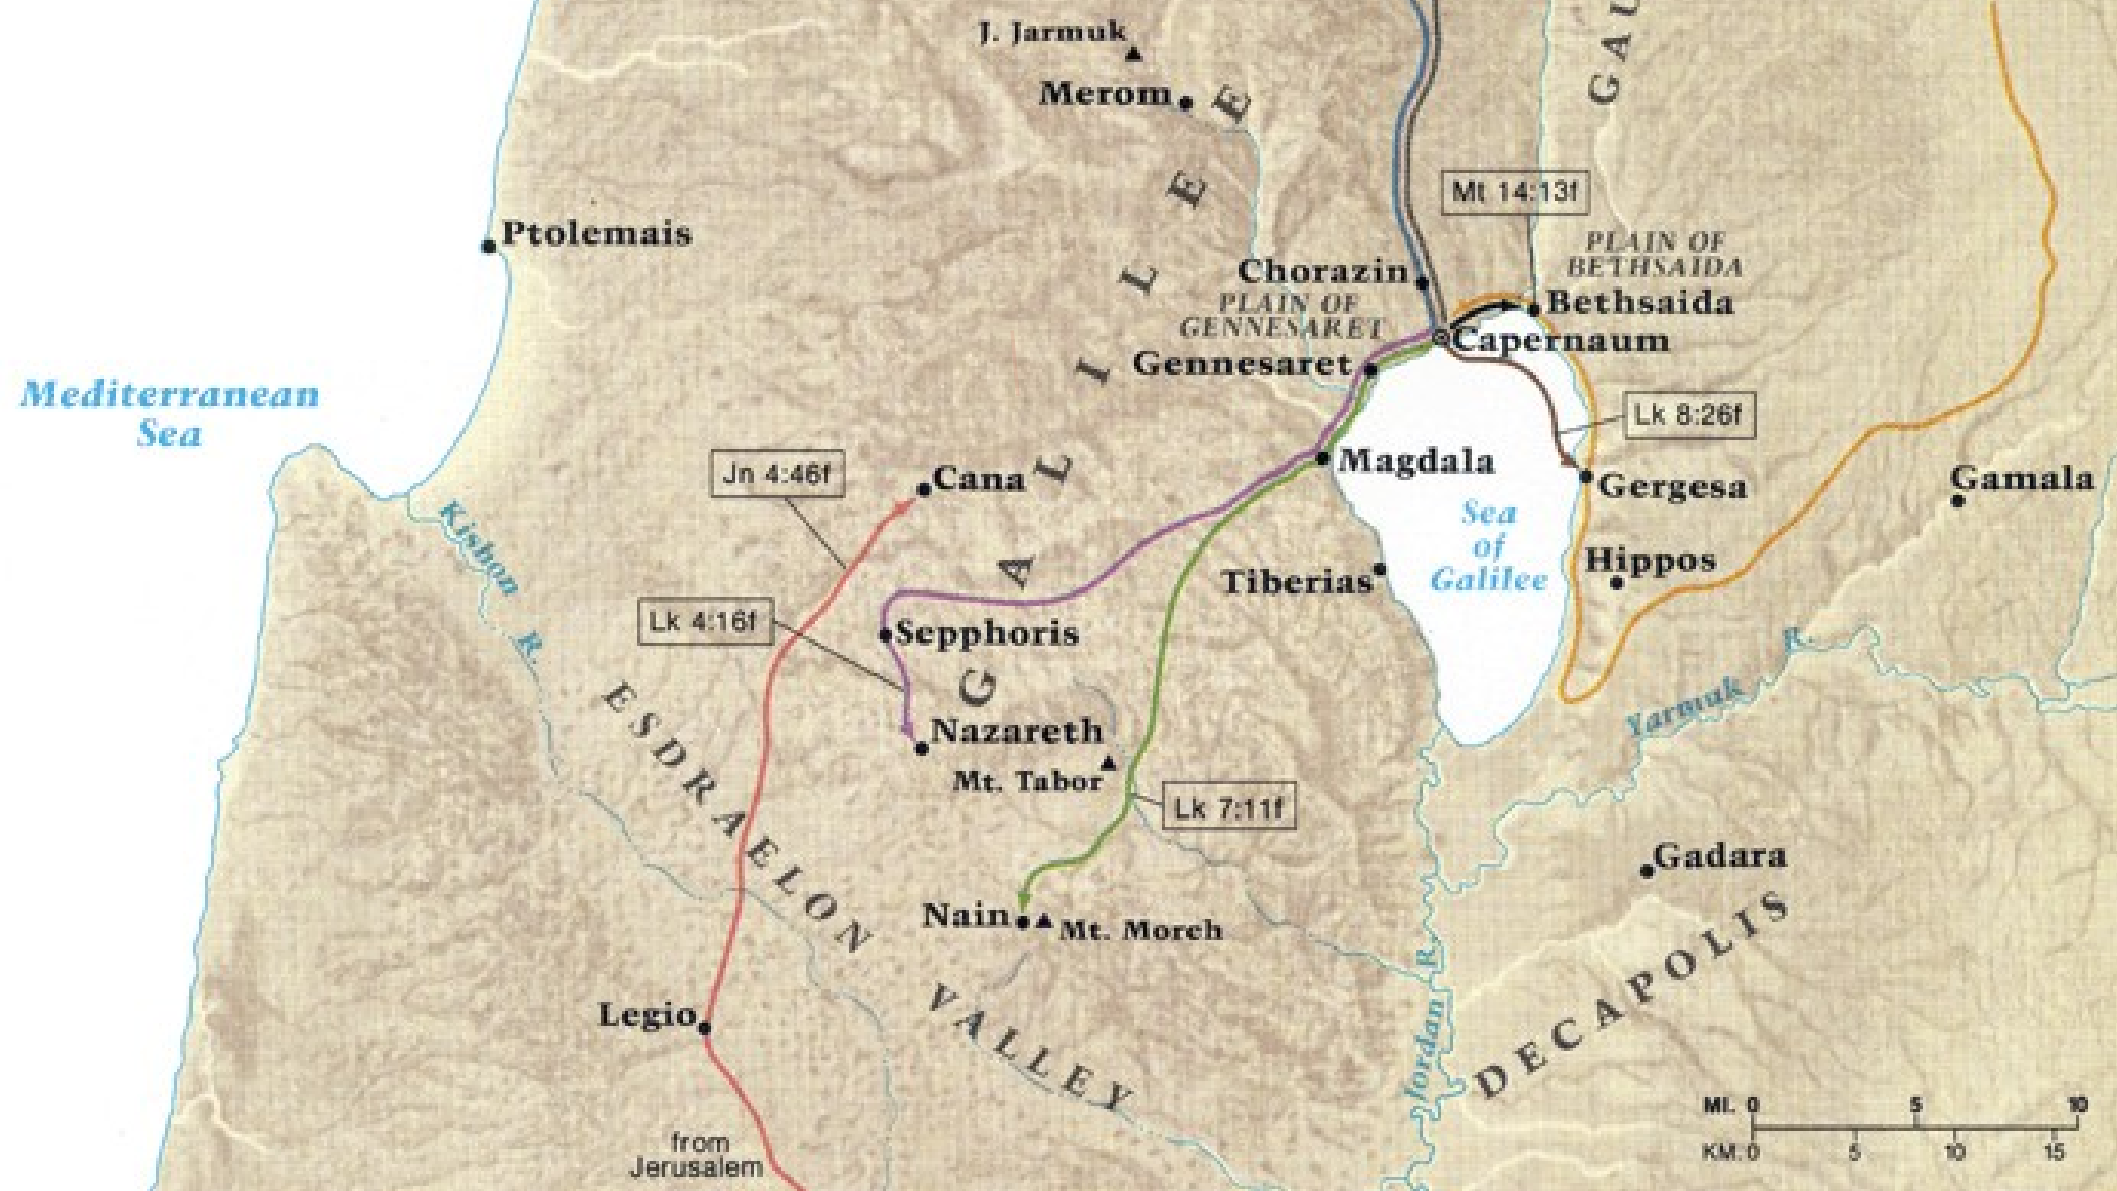 J. Jarmuk
Merom
GAU
Mt 14:13f
Ptolemais
PLAIN OF
BETHSAIDA
Chorazin
PLAIN OF
GENNESARET
Bethsaida
Capernaum
Gennesaret
Mediterranean
Sea
Lk 8:26f
Magdala
Jn 4:46f
Cana
Gergesa
Gamala
Sea
of
Galilee
Kishon R.
Hippos
Tiberias
GALILEE
Lk 4:16f
Sepphoris
Yarmuk R.
Nazareth
Mt. Tabor
Lk 7:11f
ESDRAELON VALLEY
Gadara
Nain
Mt. Morch
DECAPOLIS
Legio
Jordan R.
MI. 0 5 10
KM. 0 5 10 15
from
Jerusalem